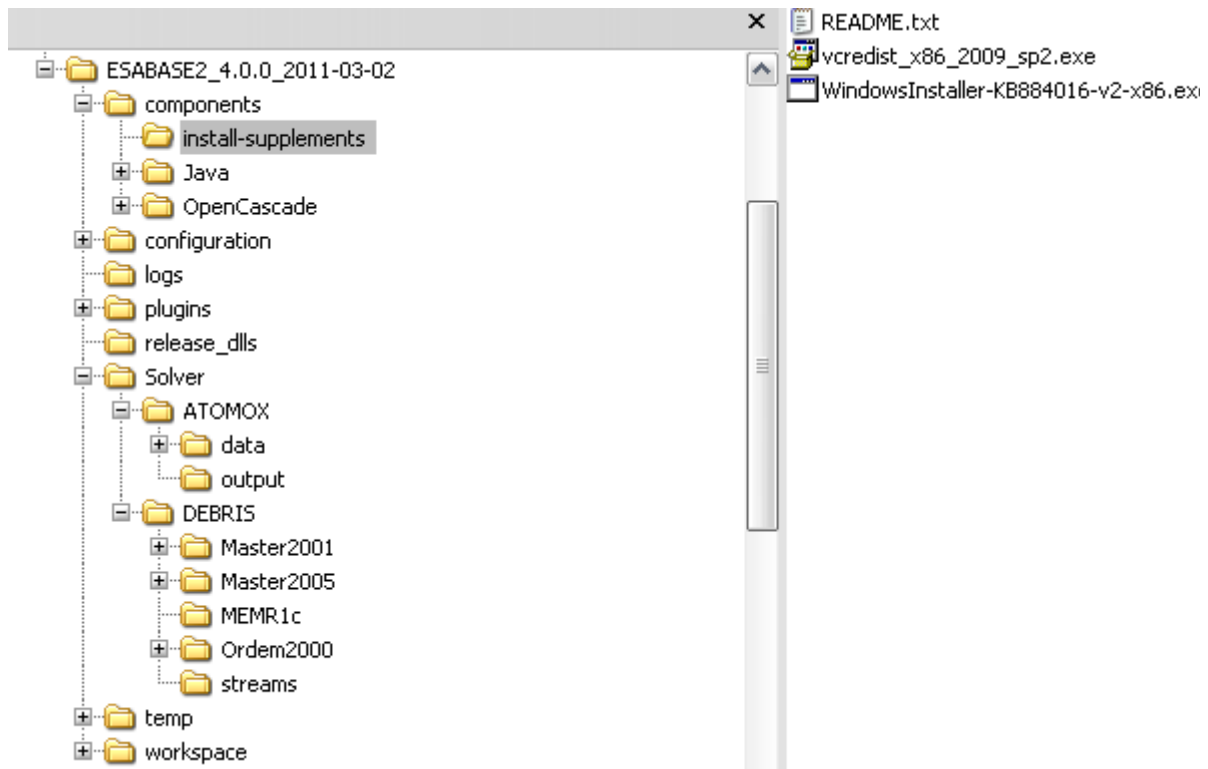 ESABASE2_4.0.0_2011-03-02
components
install-supplements
Java
OpenCascade
configuration
logs
plugins
release_dlls
Solver
ATOMOX
data
output
DEBRIS
Master2001
Master2005
MEMR1c
Ordem2000
streams
temp
workspace
README.txt
vcredist_x86_2009_sp2.exe
WindowsInstaller-KB884016-v2-x86.ex